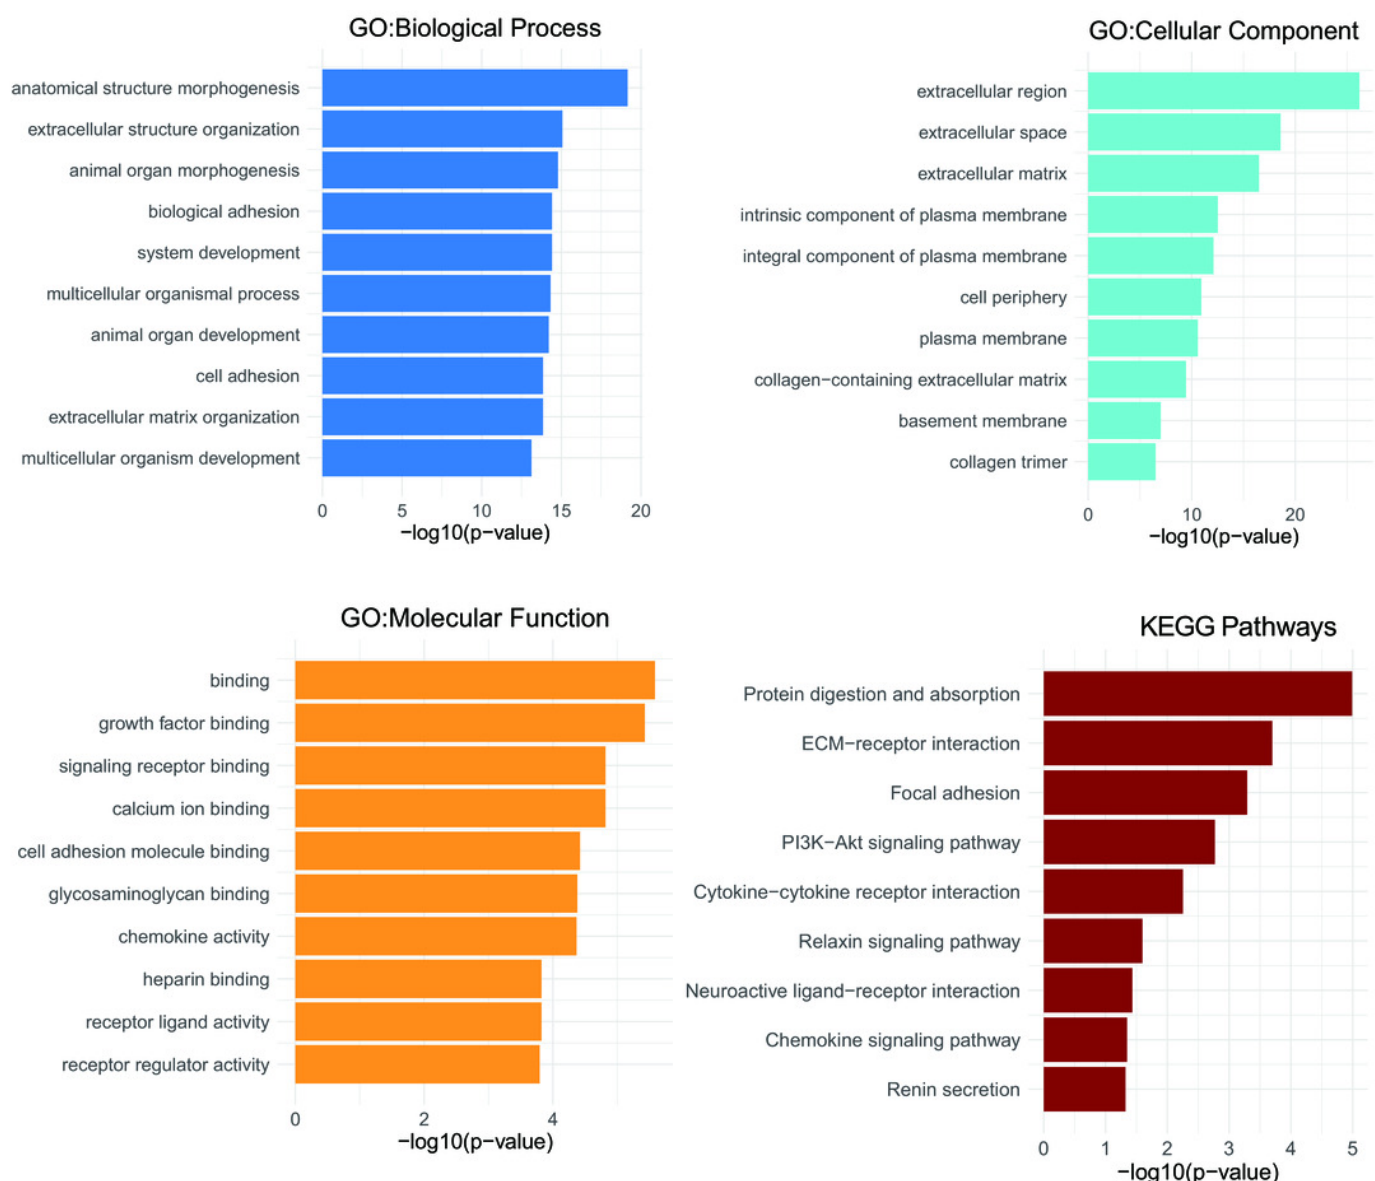 GO:Biological Process
anatomical structure morphogenesis
extracellular structure organization
animal organ morphogenesis
biological adhesion
system development
multicellular organismal process
animal organ development
cell adhesion
extracellular matrix organization
multicellular organism development
0 5 10 15 20
−log10(p−value)
GO:Cellular Component
extracellular region
extracellular space
extracellular matrix
intrinsic component of plasma membrane
integral component of plasma membrane
cell periphery
plasma membrane
collagen−containing extracellular matrix
basement membrane
collagen trimer
0 10 20
−log10(p−value)
GO:Molecular Function
binding
growth factor binding
signaling receptor binding
calcium ion binding
cell adhesion molecule binding
glycosaminoglycan binding
chemokine activity
heparin binding
receptor ligand activity
receptor regulator activity
0 2 4
−log10(p−value)
KEGG Pathways
Protein digestion and absorption
ECM−receptor interaction
Focal adhesion
PI3K−Akt signaling pathway
Cytokine−cytokine receptor interaction
Relaxin signaling pathway
Neuroactive ligand−receptor interaction
Chemokine signaling pathway
Renin secretion
0 1 2 3 4 5
−log10(p−value)